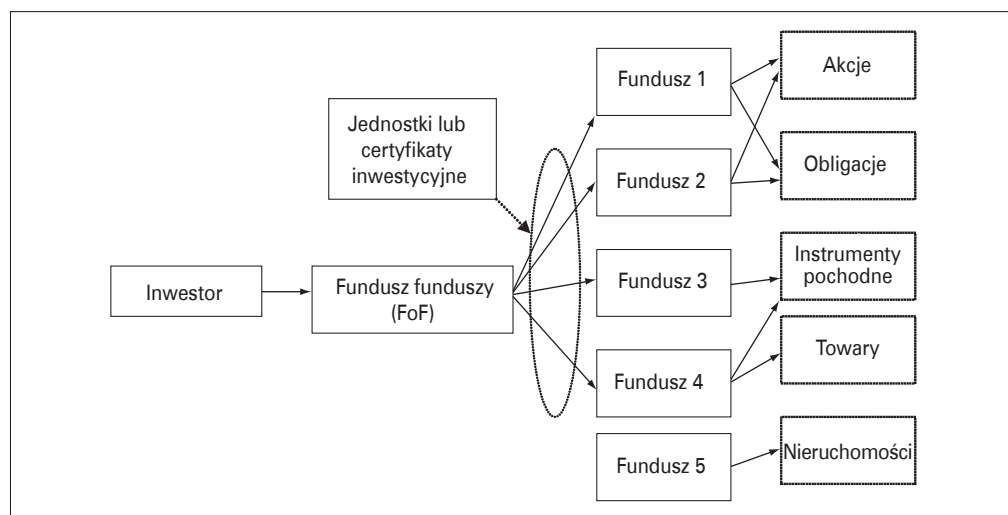 Jednostki lub
certyfikaty
inwestycyjne
Inwestor
Fundusz funduszy
(FoF)
Fundusz 1
Fundusz 2
Fundusz 3
Fundusz 4
Fundusz 5
Akcje
Obligacje
Instrumenty
pochodne
Towary
Nieruchomości